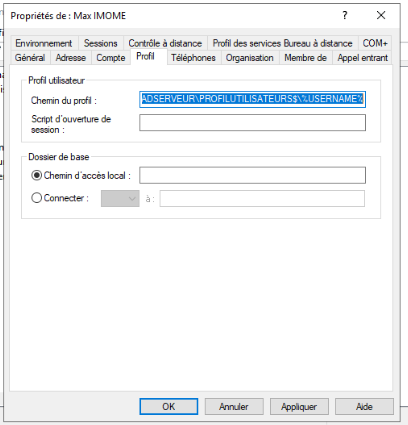 Propriétés de : Max IMOME ? ×
Environnement Sessions Contrôle à distance Profil des services Bureau à distance COM+
Général Adresse Compte Profil Téléphones Organisation Membre de Appel entrant
Profil utilisateur
Chemin du profil : ADSERVEUR\PROFILUTILISATEURS$\%USERNAME%
Script d'ouverture de
session :
Dossier de base
Chemin d'accès local :
Connecter : à :
OK Annuler Appliquer Aide